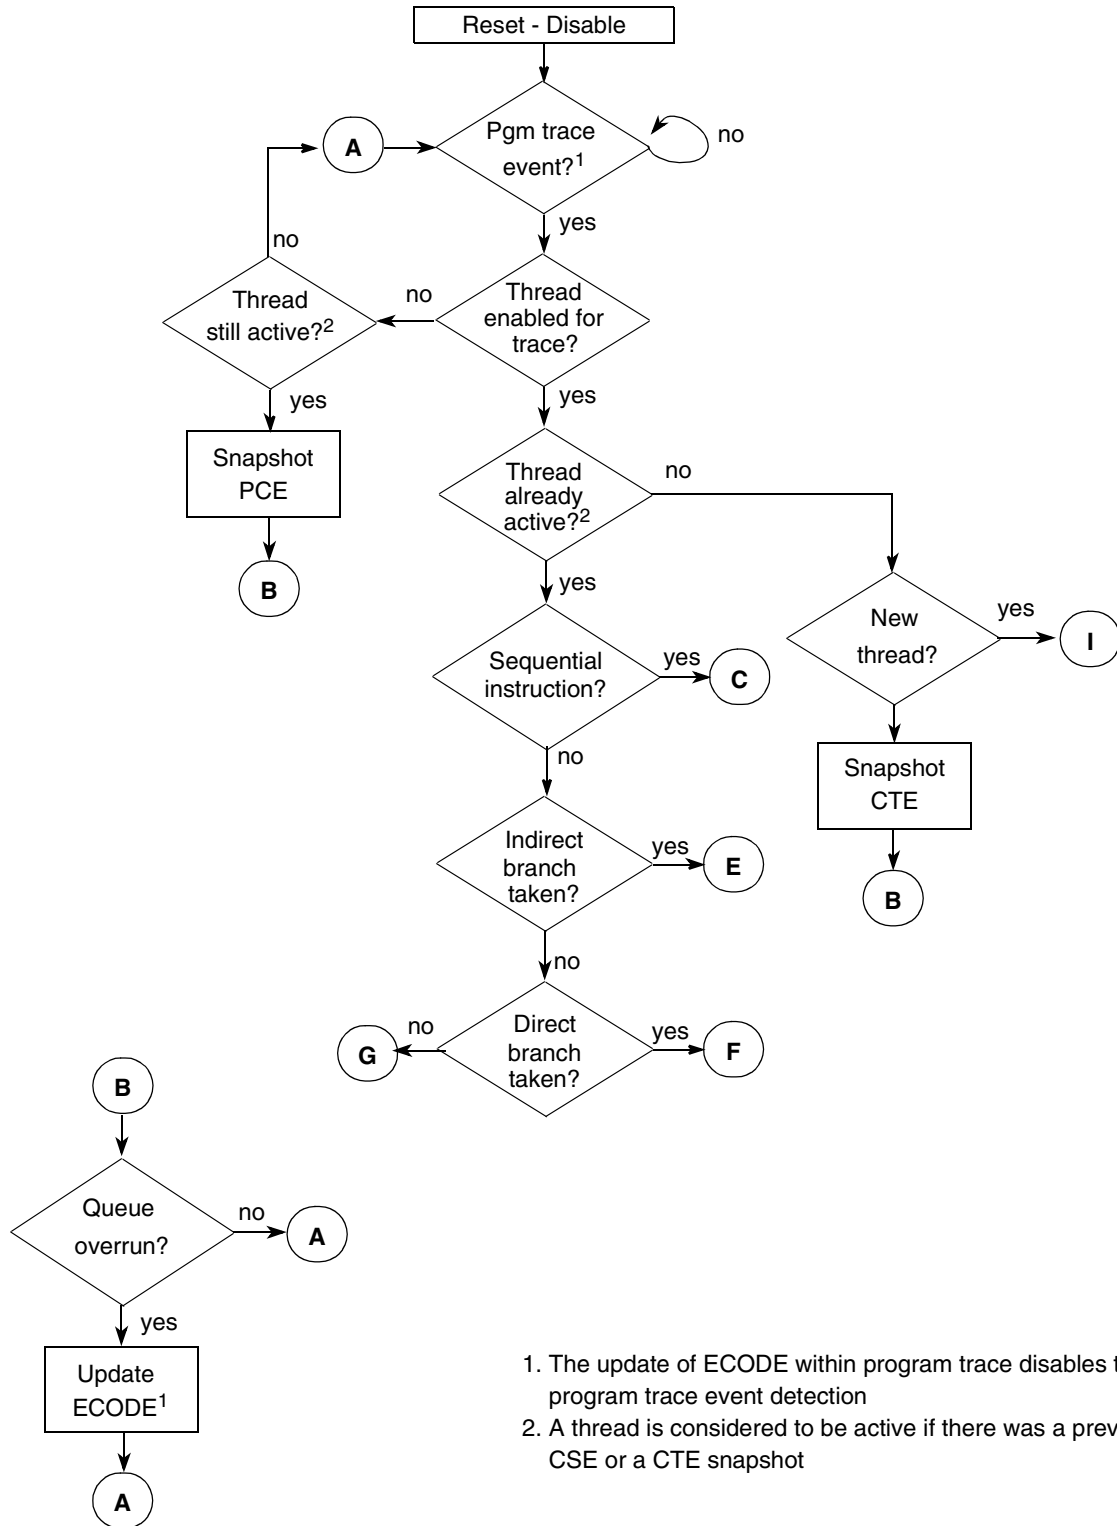 Reset - Disable
A
Pgm trace
event?1
no
yes
no
Thread
still active?2
no
Thread
enabled for
trace?
yes
yes
Snapshot
PCE
Thread
already
active?2
no
B
yes
New
thread?
yes
I
Sequential
instruction?
yes
C
no
Snapshot
CTE
Indirect
branch
taken?
yes
E
B
no
G
no
Direct
branch
taken?
yes
F
B
Queue
overrun?
no
A
yes
Update
ECODE1
A
1. The update of ECODE within program trace disables
program trace event detection
2. A thread is considered to be active if there was a
CSE or a CTE snapshot